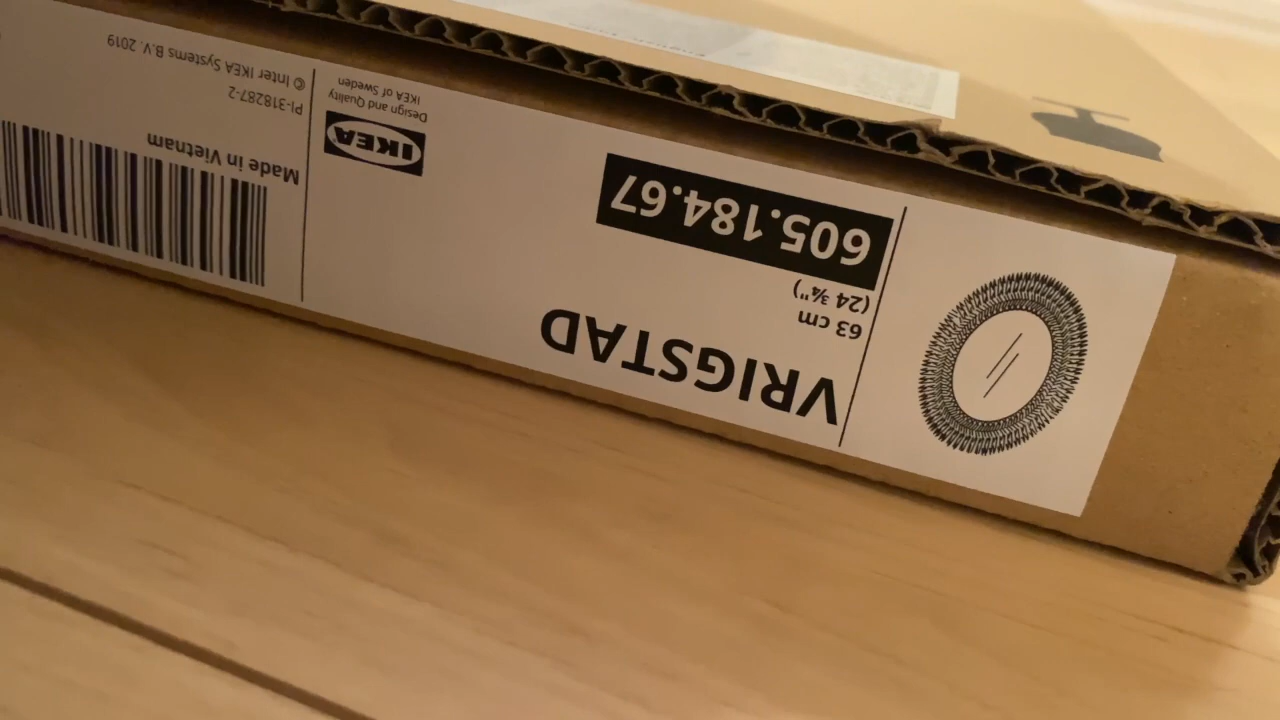 VRIGSTAD
63 cm
(24 ¾")
605.184.67
IKEA
Design and Quality
IKEA of Sweden
Made in Vietnam
PI-318287-2
© Inter IKEA Systems B.V. 2019